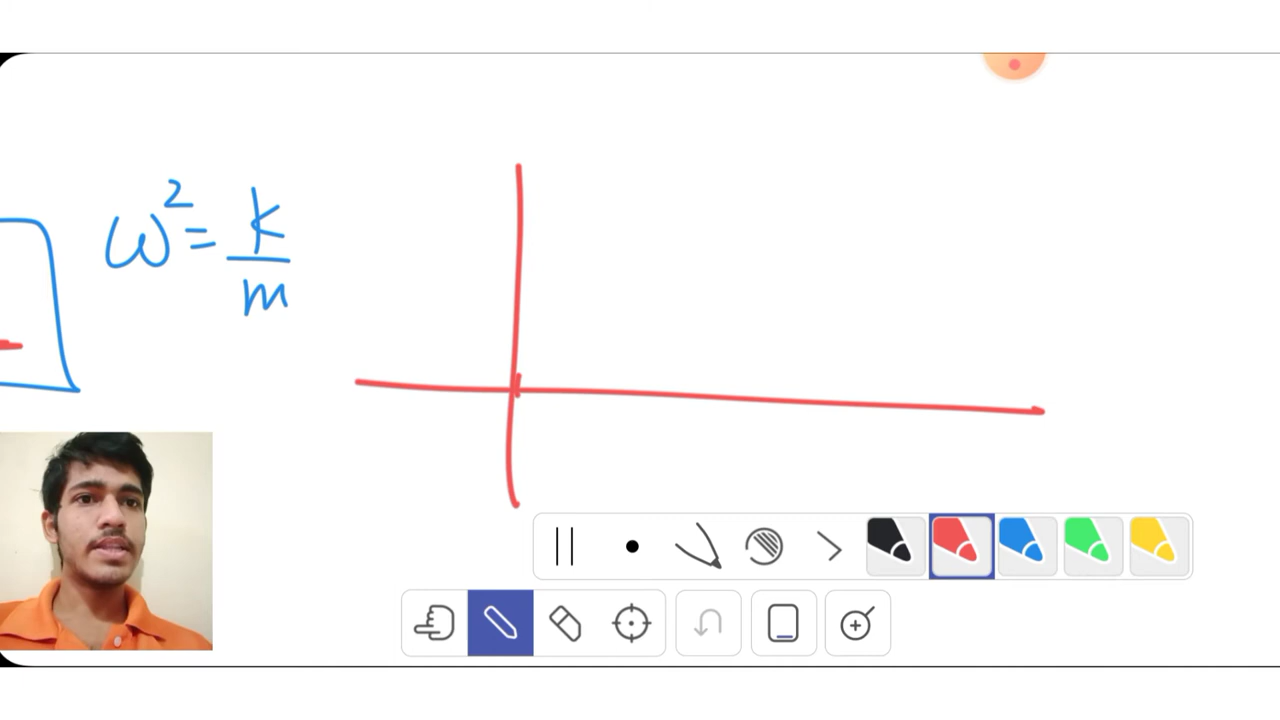 ω² = k/m